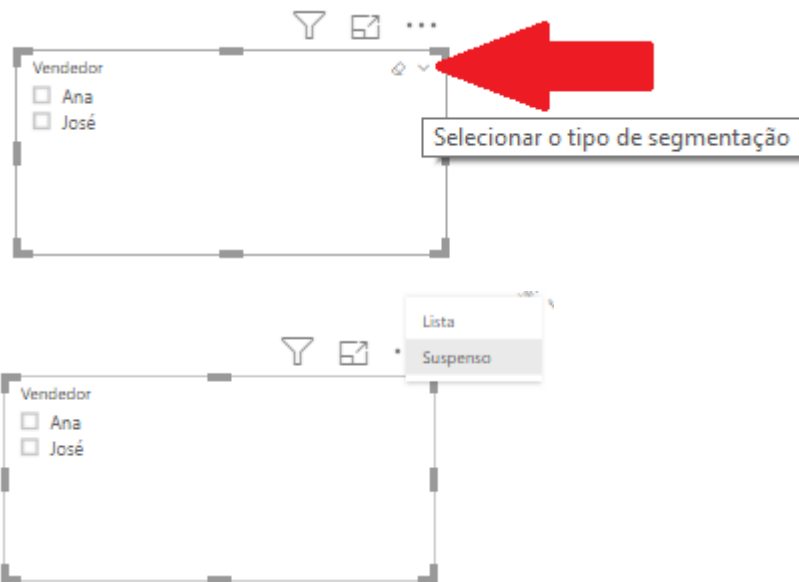 Vendedor
Ana
José
Selecionar o tipo de segmentação
Lista
Suspenso
Vendedor
Ana
José